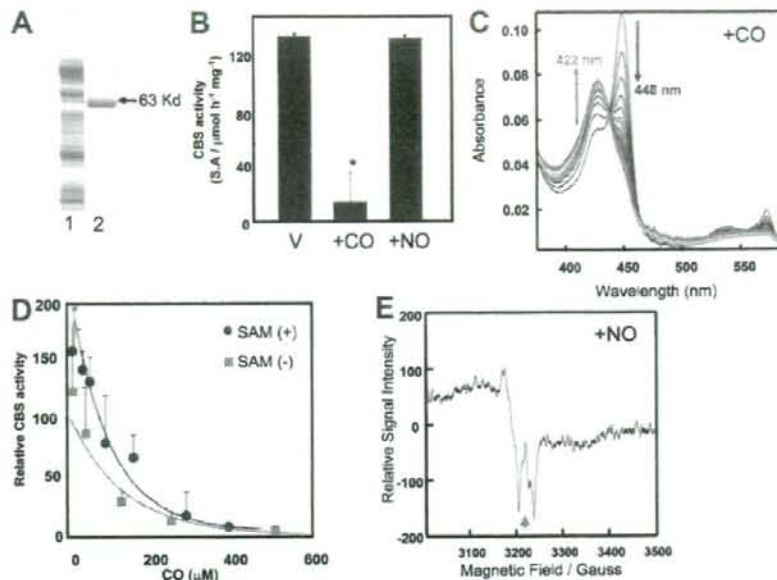 A
63 Kd
1 2
B
CBS activity
(S.A / μmol h⁻¹ mg⁻¹)
120
80
40
0
*
V +CO +NO
C
+CO
Absorbance
0.10
0.08
0.06
0.04
0.02
422 nm
448 nm
400 450 500 550
Wavelength (nm)
D
Relative CBS activity
200
150
100
50
0
SAM (+)
SAM (-)
0 200 400 600
CO (μM)
E
+NO
Relative Signal Intensity
200
100
0
-100
-200
3100 3200 3300 3400 3500
Magnetic Field / Gauss